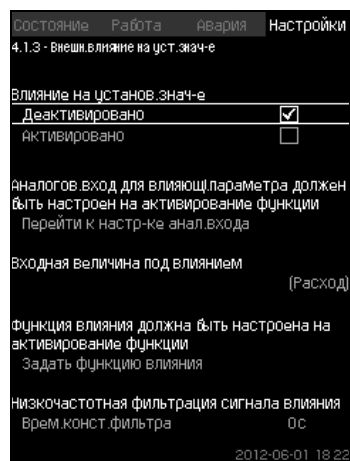 Состояние Работа Авария Настройки
4.1.3 - Внешн.влияние на уст.знач-е
Влияние на установ.знач-е
Деактивировано
Активировано
Аналогов.вход для влияющ.параметра должен
быть настроен на активирование функции
Перейти к настр-ке анал.входа
Входная величина под влиянием
(Расход)
Функция влияния должна быть настроена на
активирование функции
Задать функцию влияния
Низкочастотная фильтрация сигнала влияния
Врем.конст.фильтра 0с
2012-06-01 18:22